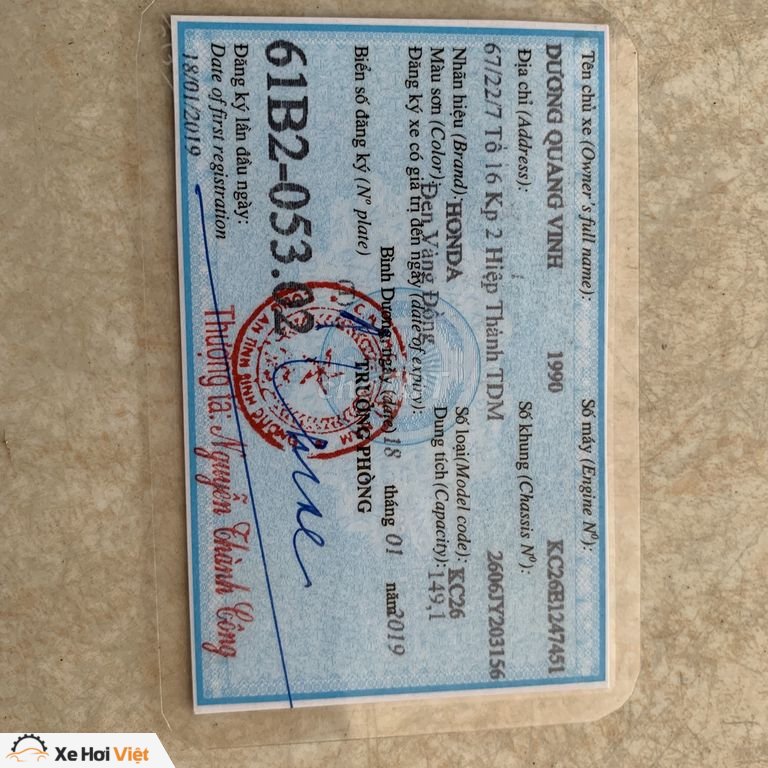 Tên chủ xe (Owner's full name): Số máy (Engine Nº):
DƯƠNG QUANG VINH 1990 KC26E1247451
Địa chỉ (Address): Số khung (Chassis Nº):
67/22/7 Tổ 16 Kp 2 Hiệp Thành TDM 2606JY203156
Nhãn hiệu (Brand): HONDA Số loại (Model code): KC26
Màu sơn (Color): Đen Vàng Đồng Dung tích (Capacity): 149,1
Đăng ký xe có giá trị đến ngày (date of expiry):
Bình Dương, ngày (date) 18 tháng 01 năm 2019
Biển số đăng ký (Nº plate) TRƯỞNG PHÒNG
61B2-053.02
Đăng ký lần đầu ngày:
Date of first registration
18/01/2019
Thượng tá: Nguyễn Thành Công
Xe Hơi Việt